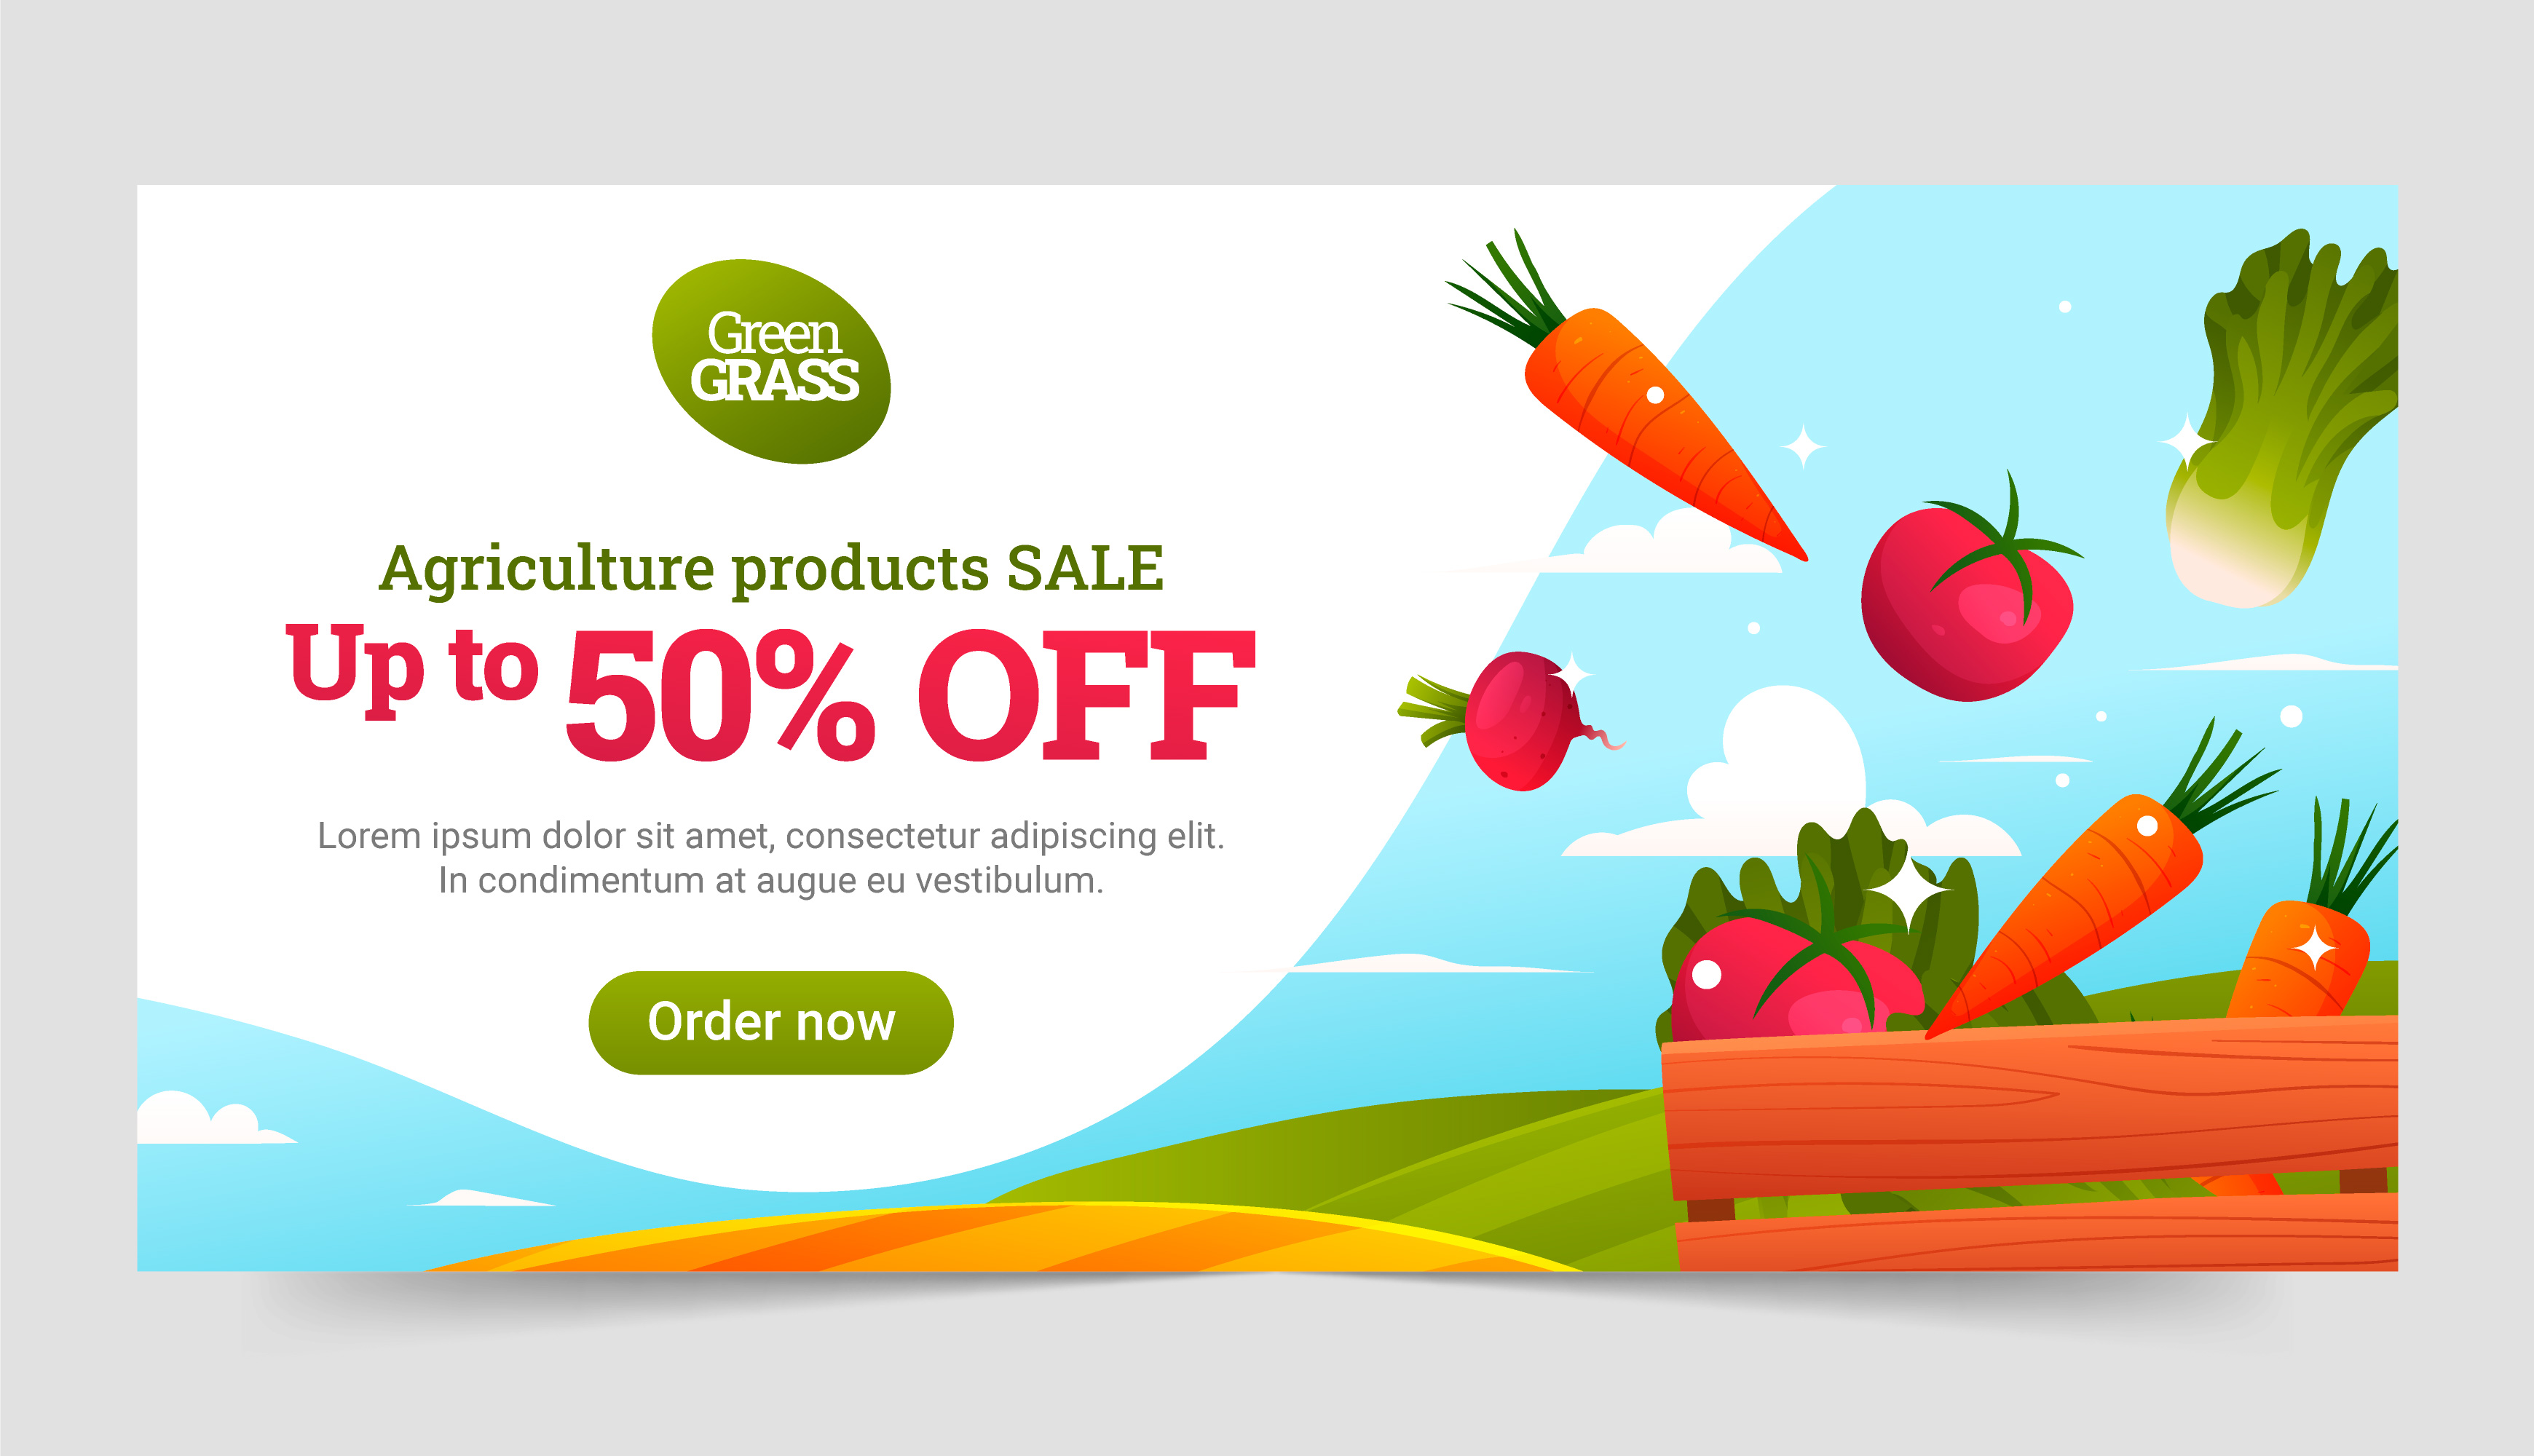 Green
GRASS
Agriculture products SALE
Up to 50% OFF
Lorem ipsum dolor sit amet, consectetur adipiscing elit.
In condimentum at augue eu vestibulum.
Order now